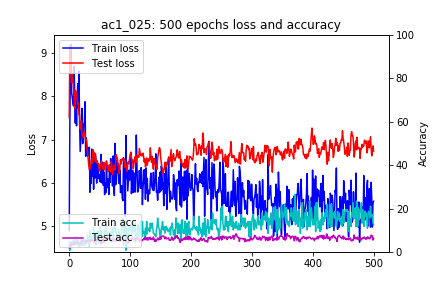 ac1_025: 500 epochs loss and accuracy
Train loss
Test loss
Train acc
Test acc
Loss
Accuracy
9
8
7
6
5
100
80
60
40
20
0
0 100 200 300 400 500